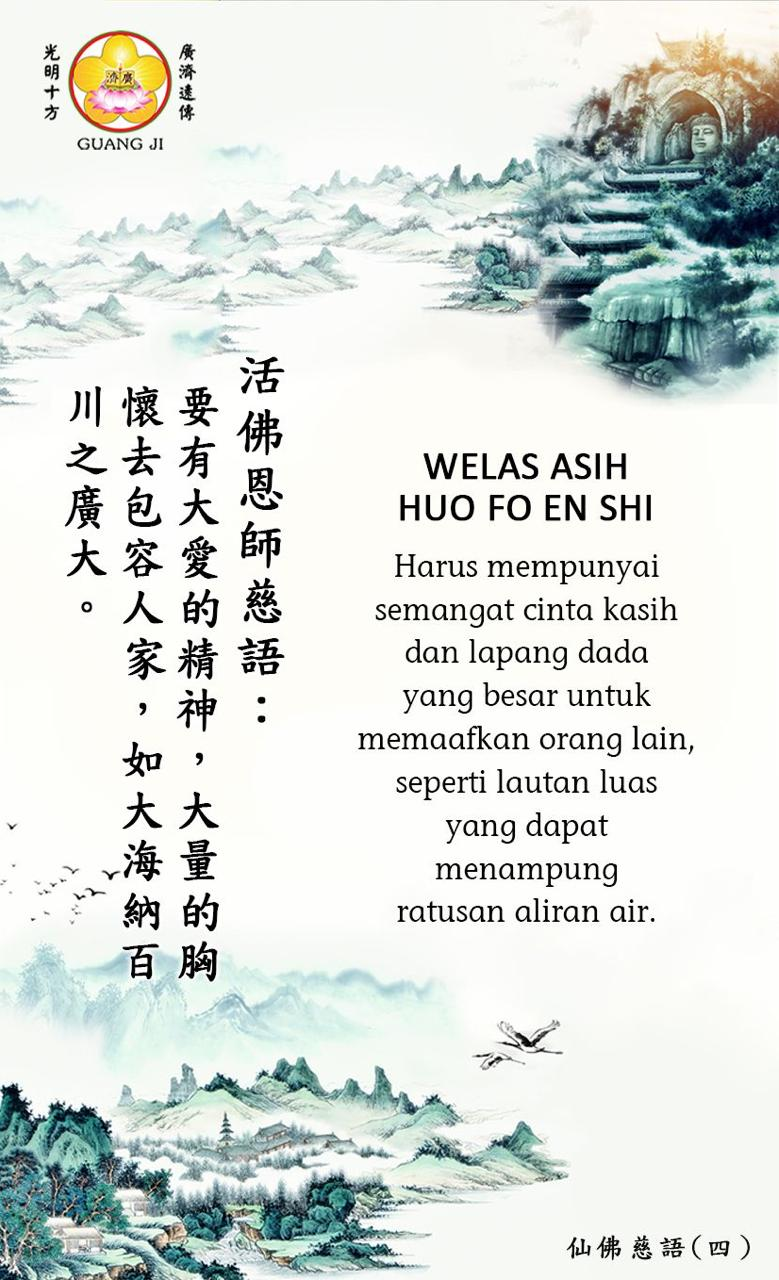 光明十方
廣濟
廣濟遠傳
GUANG JI
活佛恩師慈語：
要有大愛的精神，大量的胸
懷去包容人家，如大海納百
川之廣大。
WELAS ASIH
HUO FO EN SHI
Harus mempunyai
semangat cinta kasih
dan lapang dada
yang besar untuk
memaafkan orang lain,
seperti lautan luas
yang dapat
menampung
ratusan aliran air.
仙佛慈語(四)